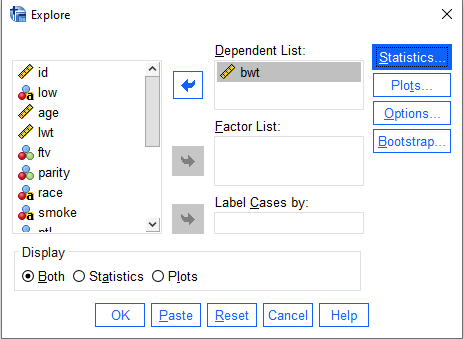 Explore
Dependent List:
id
low
age
lwt
ftv
parity
race
smoke
ptl
bwt
Factor List:
Label Cases by:
Statistics...
Plots...
Options...
Bootstrap...
Display
Both Statistics Plots
OK Paste Reset Cancel Help